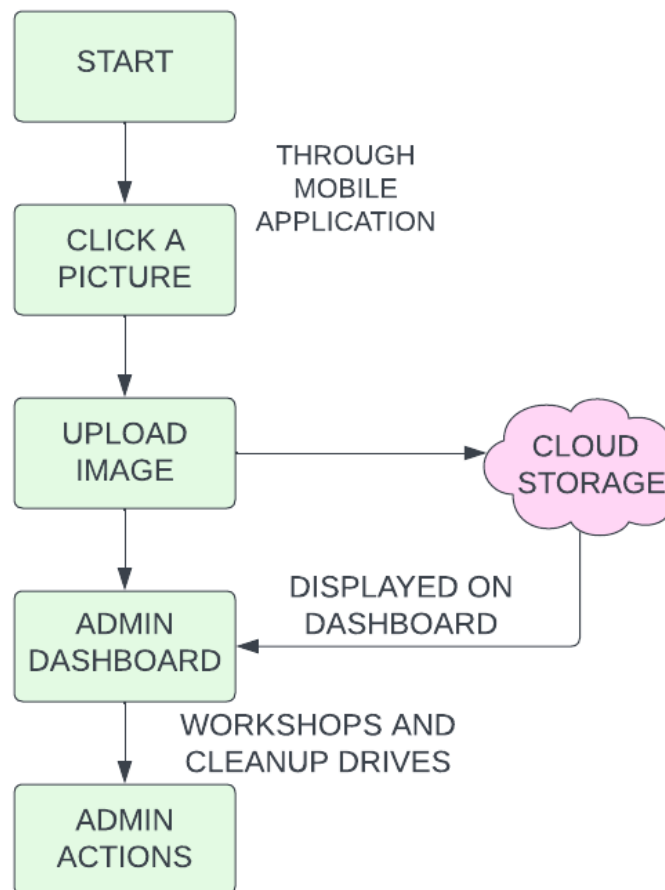 START
THROUGH
MOBILE
APPLICATION
CLICK A
PICTURE
UPLOAD
IMAGE
CLOUD
STORAGE
DISPLAYED ON
DASHBOARD
ADMIN
DASHBOARD
WORKSHOPS AND
CLEANUP DRIVES
ADMIN
ACTIONS